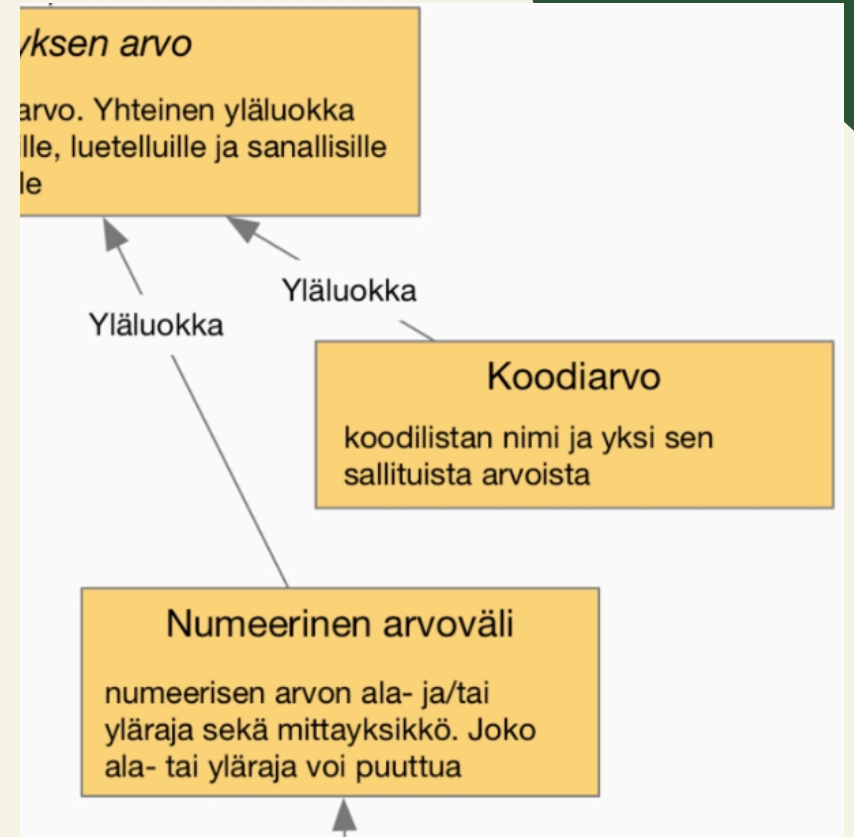 yksen arvo
arvo. Yhteinen yläluokka
ille, luetelluille ja sanallisille
le
Yläluokka
Yläluokka
Koodiarvo
koodilistan nimi ja yksi sen
sallituista arvoista
Numeerinen arvoväli
numeerisen arvon ala- ja/tai
yläraja sekä mittayksikkö. Joko
ala- tai yläraja voi puuttua